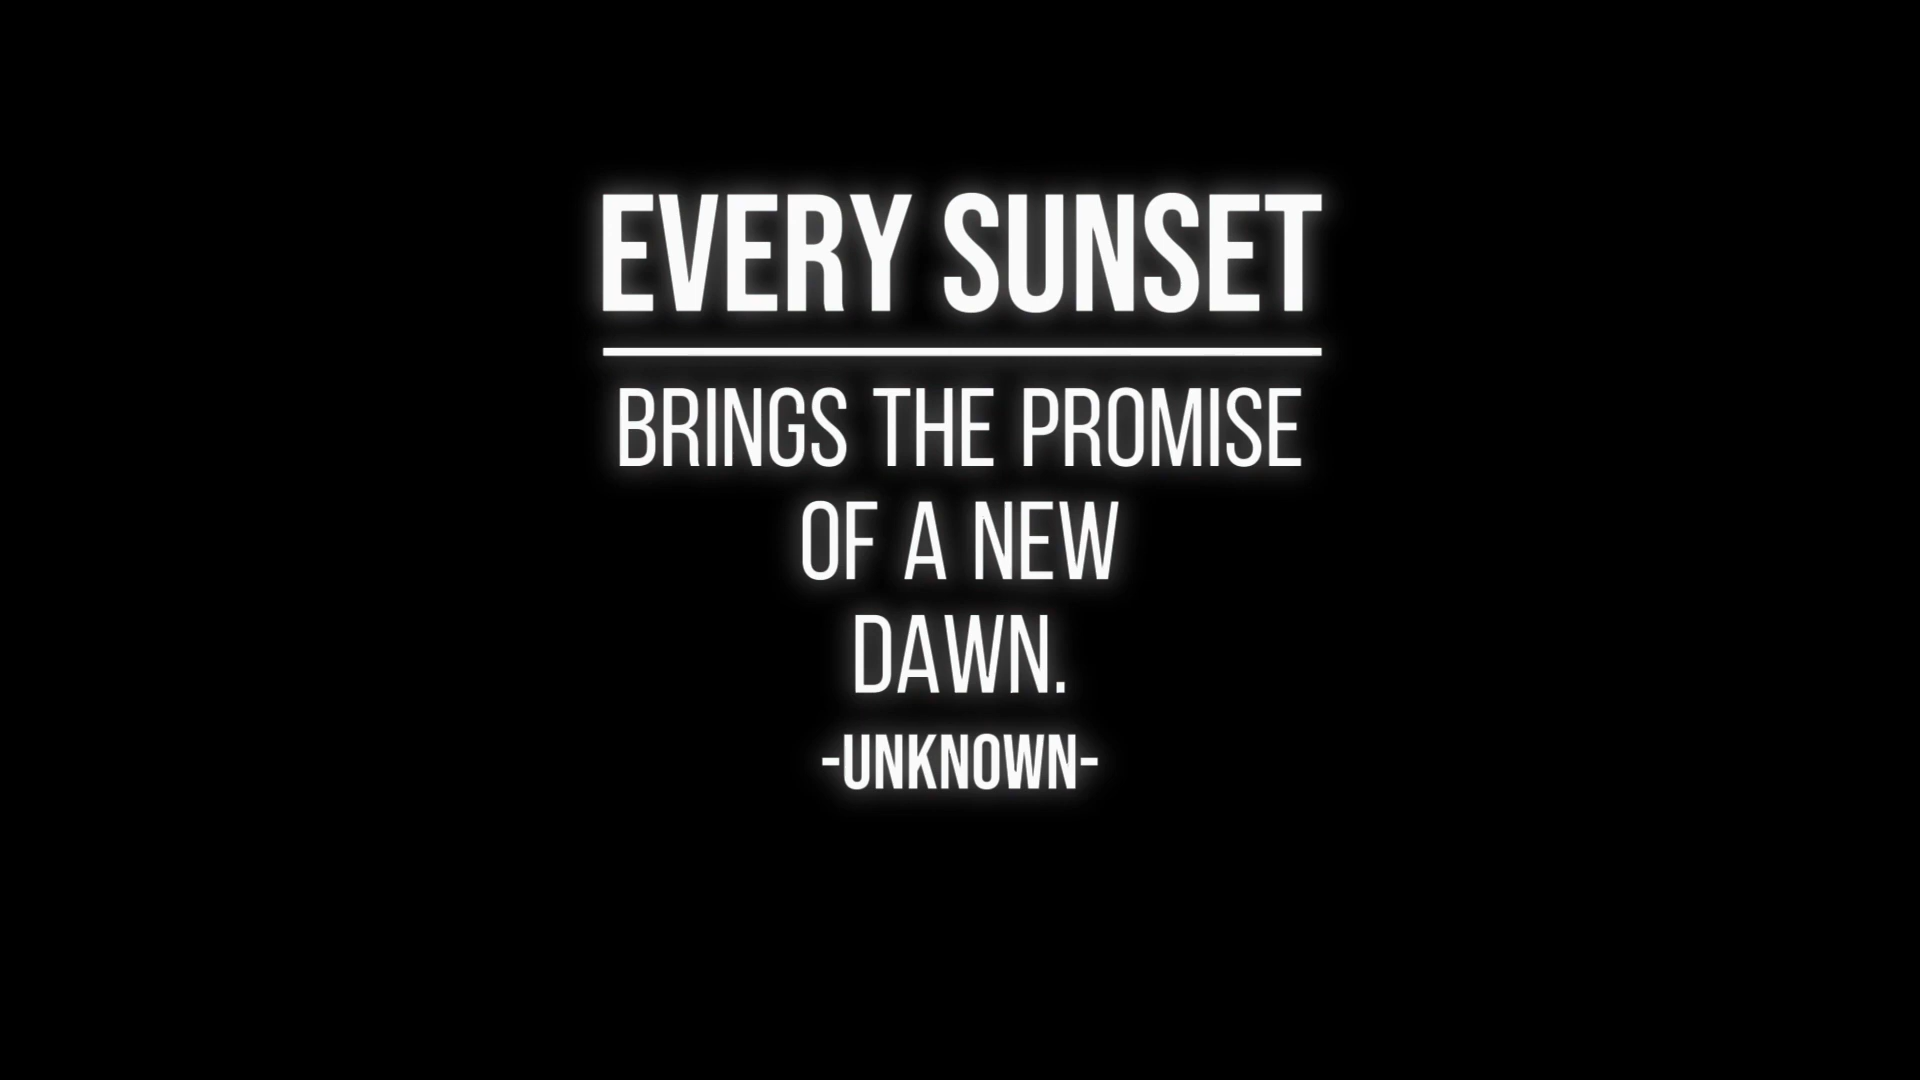 EVERY SUNSET
BRINGS THE PROMISE
OF A NEW
DAWN.
-UNKNOWN-